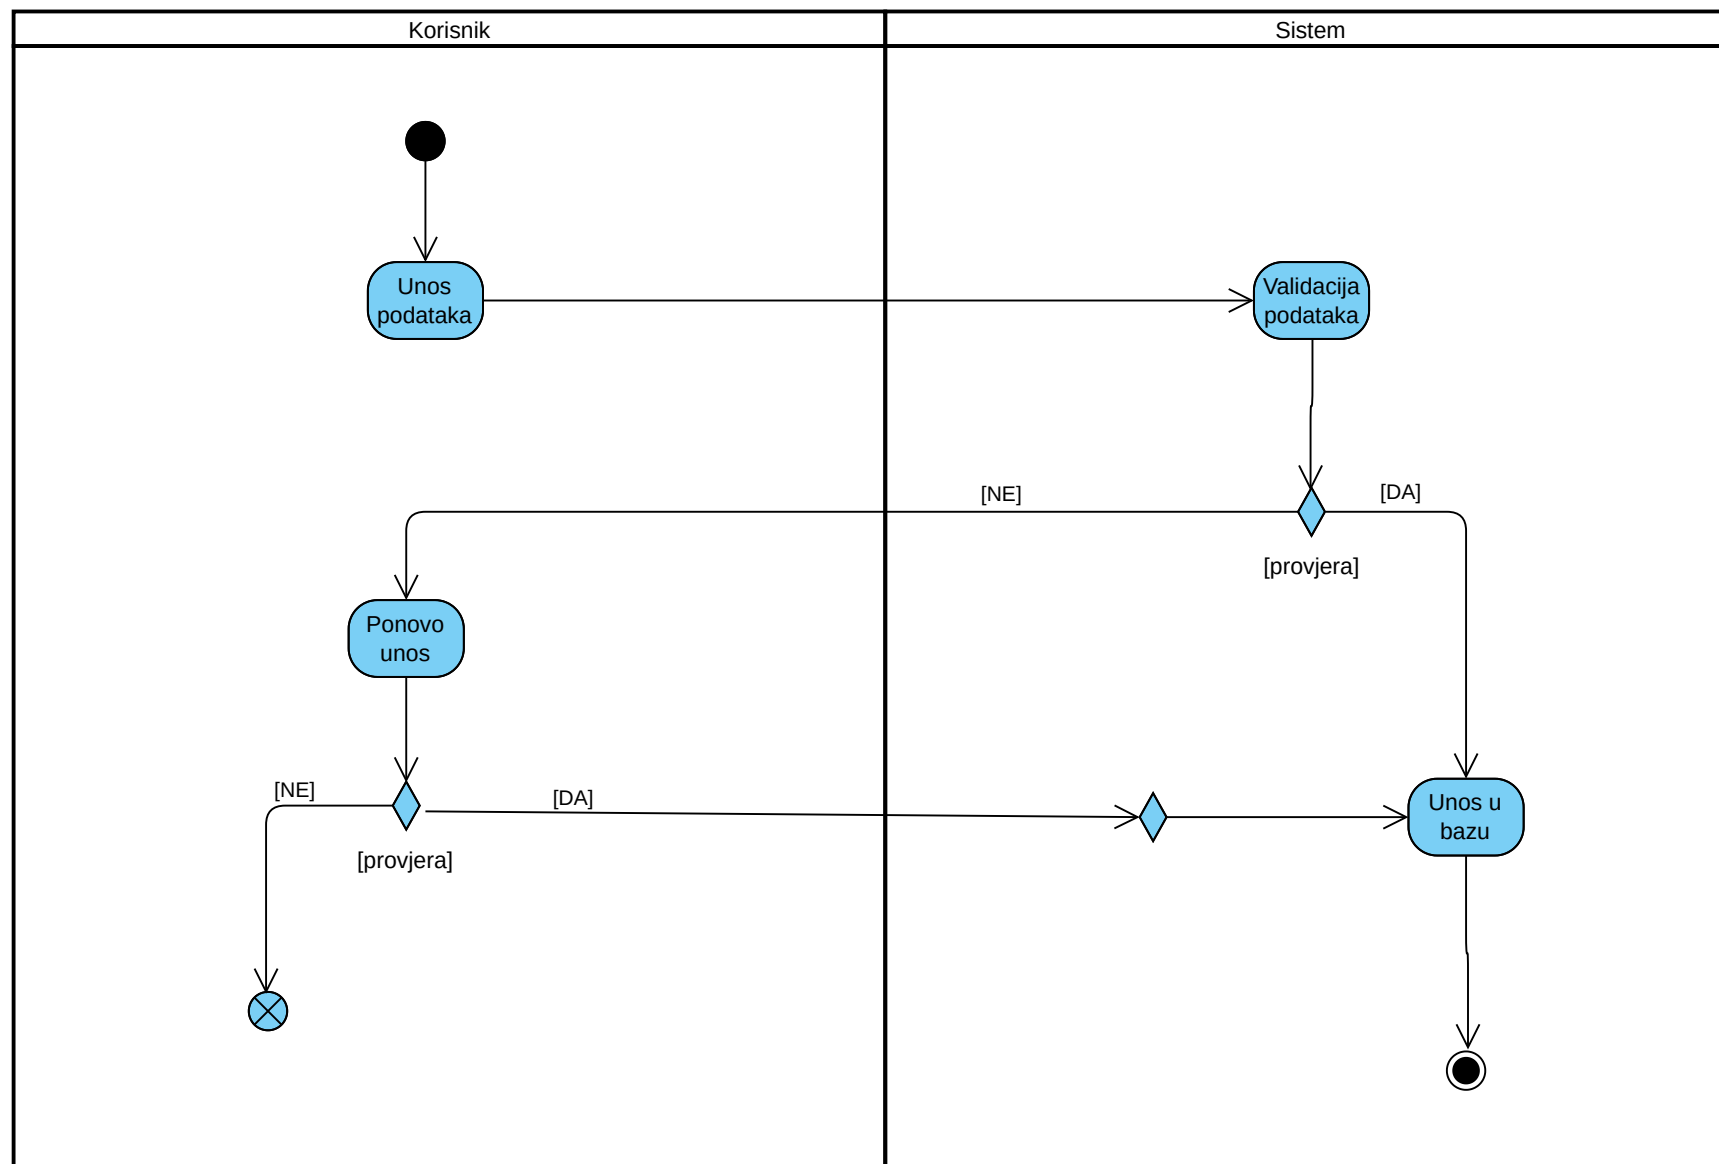 Korisnik
Sistem
Unos
podataka
Validacija
podataka
[NE]
[DA]
[provjera]
Ponovo
unos
[NE]
[DA]
[provjera]
Unos u
bazu